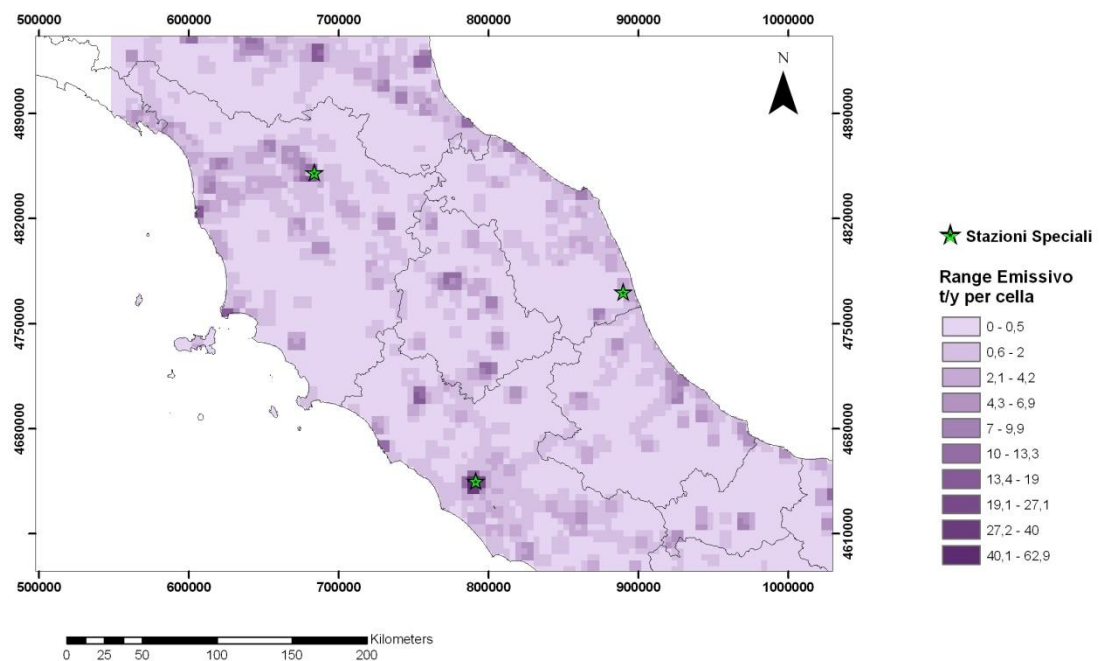 500000 600000 700000 800000 900000 1000000
N
4890000 4890000
4820000 4820000
4750000 4750000
4680000 4680000
4610000 4610000
500000 600000 700000 800000 900000 1000000
Stazioni Speciali
Range Emissivo
t/y per cella
0 - 0,5
0,6 - 2
2,1 - 4,2
4,3 - 6,9
7 - 9,9
10 - 13,3
13,4 - 19
19,1 - 27,1
27,2 - 40
40,1 - 62,9
Kilometers
0 25 50 100 150 200